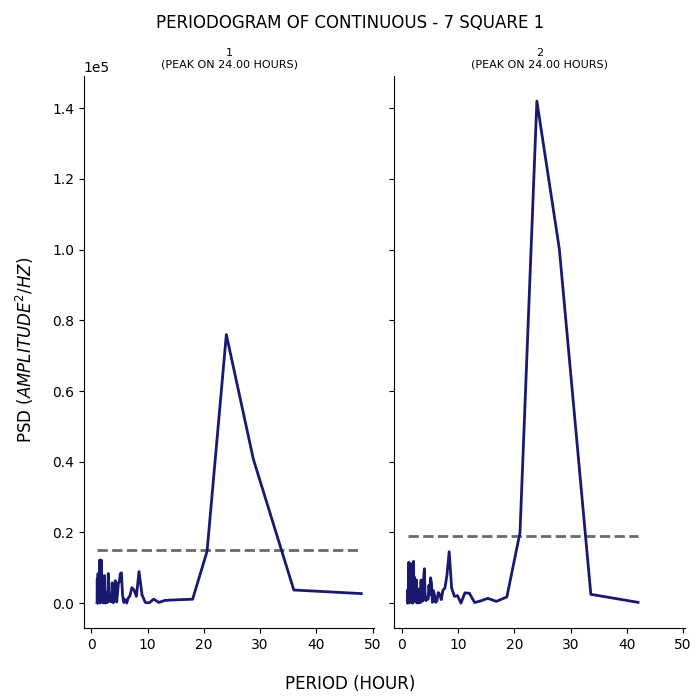 PERIODOGRAM OF CONTINUOUS - 7 SQUARE 1
1
(PEAK ON 24.00 HOURS)
2
(PEAK ON 24.00 HOURS)
1e5
1.4
1.2
1.0
0.8
0.6
0.4
0.2
0.0
PSD (AMPLITUDE²/HZ)
0 10 20 30 40 50
0 10 20 30 40 50
PERIOD (HOUR)